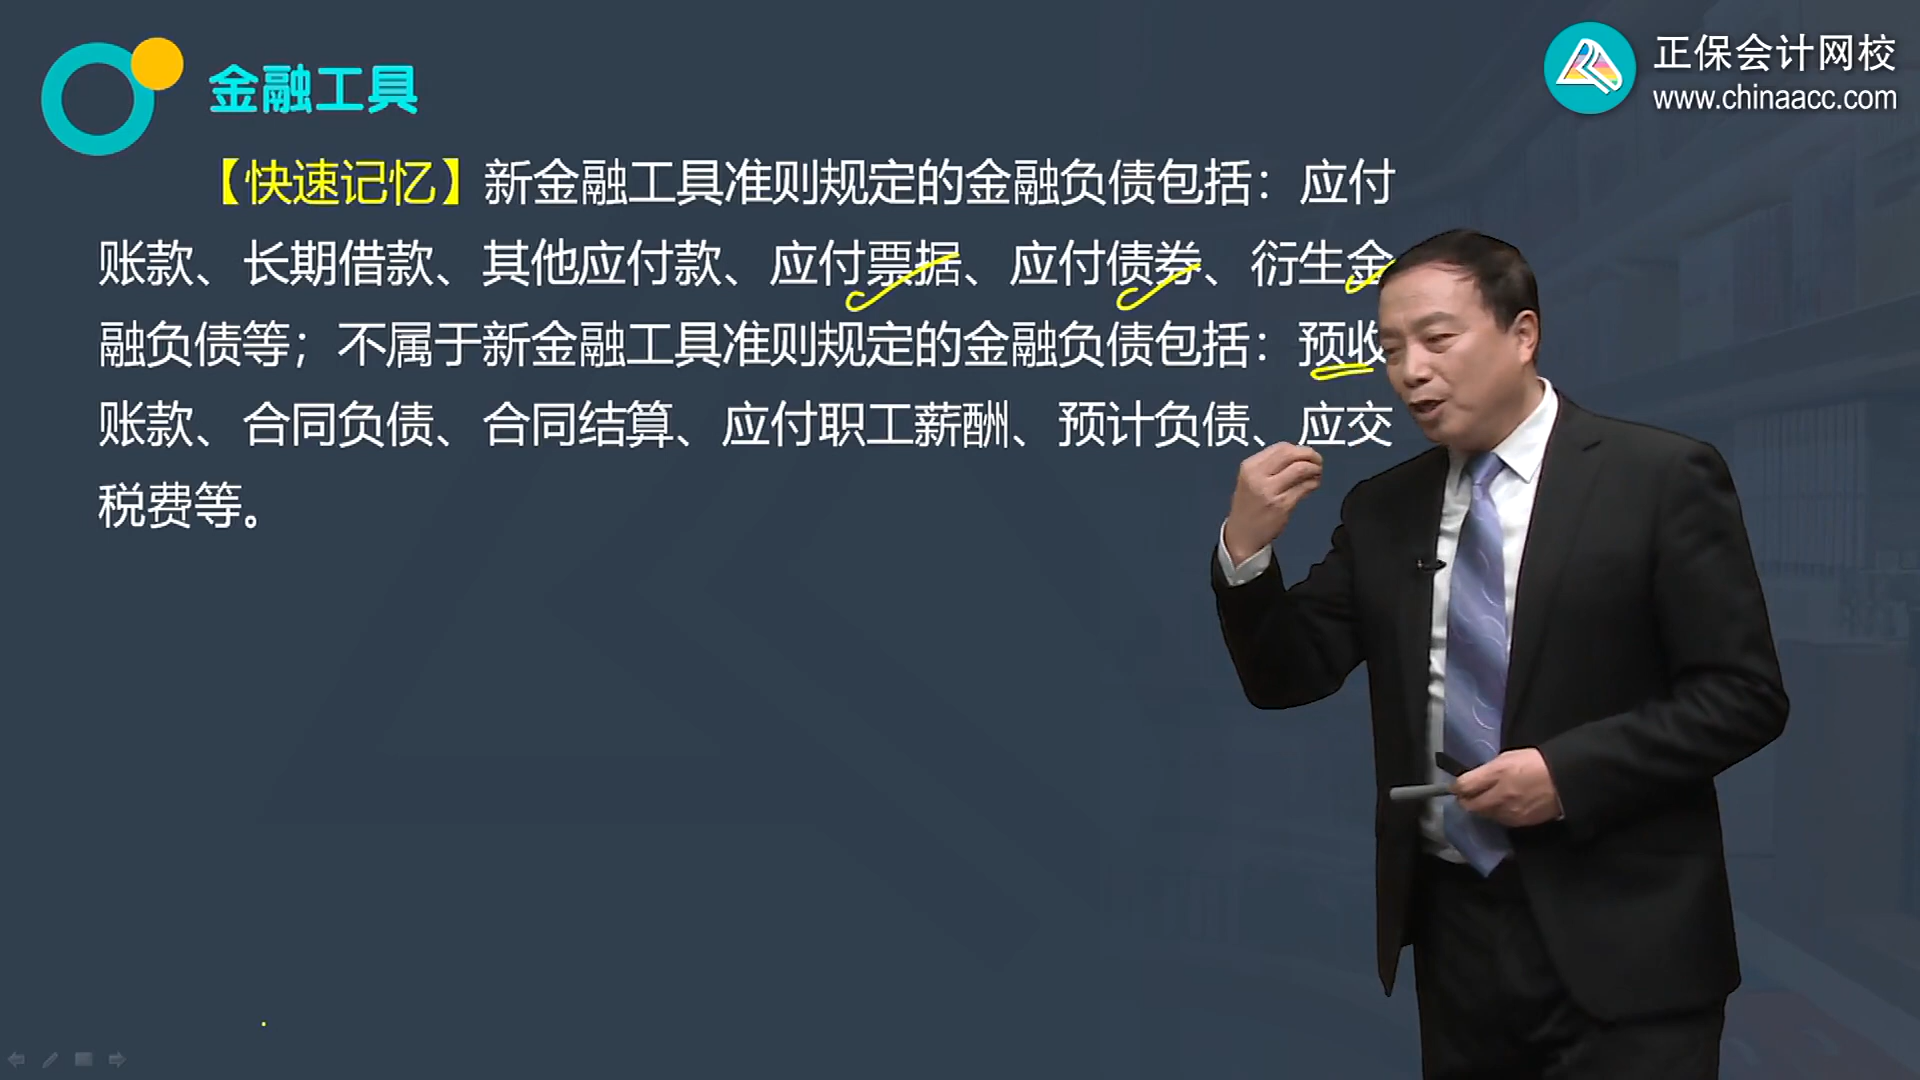 金融工具
正保会计网校
www.chinaacc.com
【快速记忆】新金融工具准则规定的金融负债包括：应付
账款、长期借款、其他应付款、应付票据、应付债券、衍生金
融负债等；不属于新金融工具准则规定的金融负债包括：预收
账款、合同负债、合同结算、应付职工薪酬、预计负债、应交
税费等。